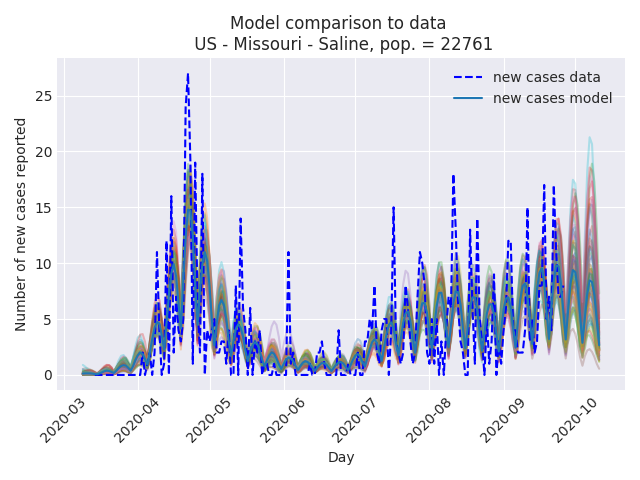 Model comparison to data
US - Missouri - Saline, pop. = 22761
new cases data
new cases model
Number of new cases reported
25
20
15
10
5
0
2020-03
2020-04
2020-05
2020-06
2020-07
2020-08
2020-09
2020-10
Day